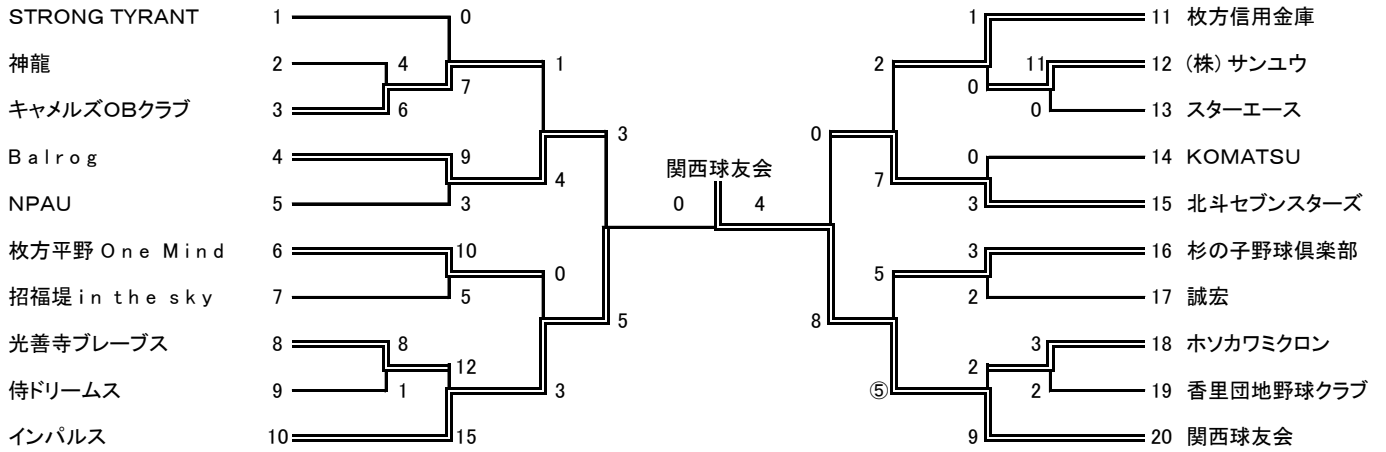 STRONG TYRANT 1 0 1 11 枚方信用金庫
神龍 2 4 1 2 11 12 (株)サンユウ
キャメルズOBクラブ 3 6 7 0 0 13 スターエース
3 0
Balrog 4 9 0 14 KOMATSU
関西球友会
4 7
NPAU 5 3 0 4 3 15 北斗セブンスターズ
枚方平野 One Mind 6 10 3 16 杉の子野球倶楽部
0 5
招福堤 in the sky 7 5 2 17 誠宏
5 8
光善寺ブレーブス 8 8 3 18 ホソカワミクロン
12 2
侍ドリームス 9 1 3 ⑤ 2 19 香里団地野球クラブ
インパルス 10 15 9 20 関西球友会